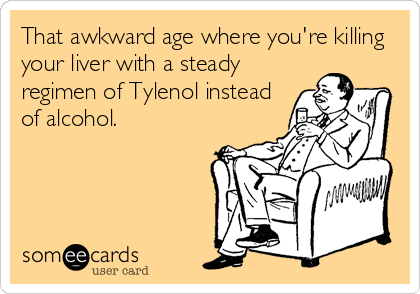 That awkward age where you're killing
your liver with a steady
regimen of Tylenol instead
of alcohol.
someecards
user card